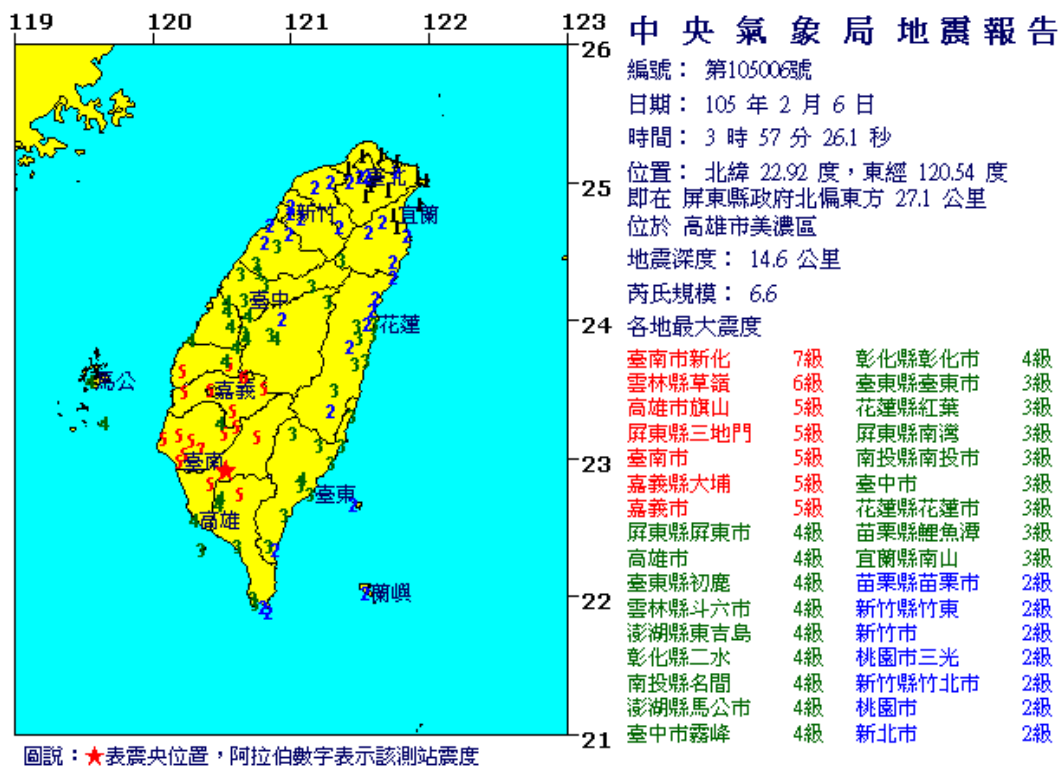 119 120 121 122 123
26
25
24
23
22
21
臺北
新竹
宜蘭
臺中
花蓮
馬公
嘉義
臺南
臺東
高雄
蘭嶼
圖說：★表震央位置，阿拉伯數字表示該測站震度
中央氣象局地震報告
編號： 第105006號
日期： 105 年 2 月 6 日
時間： 3 時 57 分 26.1 秒
位置： 北緯 22.92 度，東經 120.54 度
即在 屏東縣政府北偏東方 27.1 公里
位於 高雄市美濃區
地震深度： 14.6 公里
芮氏規模： 6.6
各地最大震度
臺南市新化 7級 彰化縣彰化市 4級
雲林縣草嶺 6級 臺東縣臺東市 3級
高雄市旗山 5級 花蓮縣紅葉 3級
屏東縣三地門 5級 屏東縣南灣 3級
臺南市 5級 南投縣南投市 3級
嘉義縣大埔 5級 臺中市 3級
嘉義市 5級 花蓮縣花蓮市 3級
屏東縣屏東市 4級 苗栗縣鯉魚潭 3級
高雄市 4級 宜蘭縣南山 3級
臺東縣初鹿 4級 苗栗縣苗栗市 2級
雲林縣斗六市 4級 新竹縣竹東 2級
澎湖縣東吉島 4級 新竹市 2級
彰化縣二水 4級 桃園市三光 2級
南投縣名間 4級 新竹縣竹北市 2級
澎湖縣馬公市 4級 桃園市 2級
臺中市霧峰 4級 新北市 2級